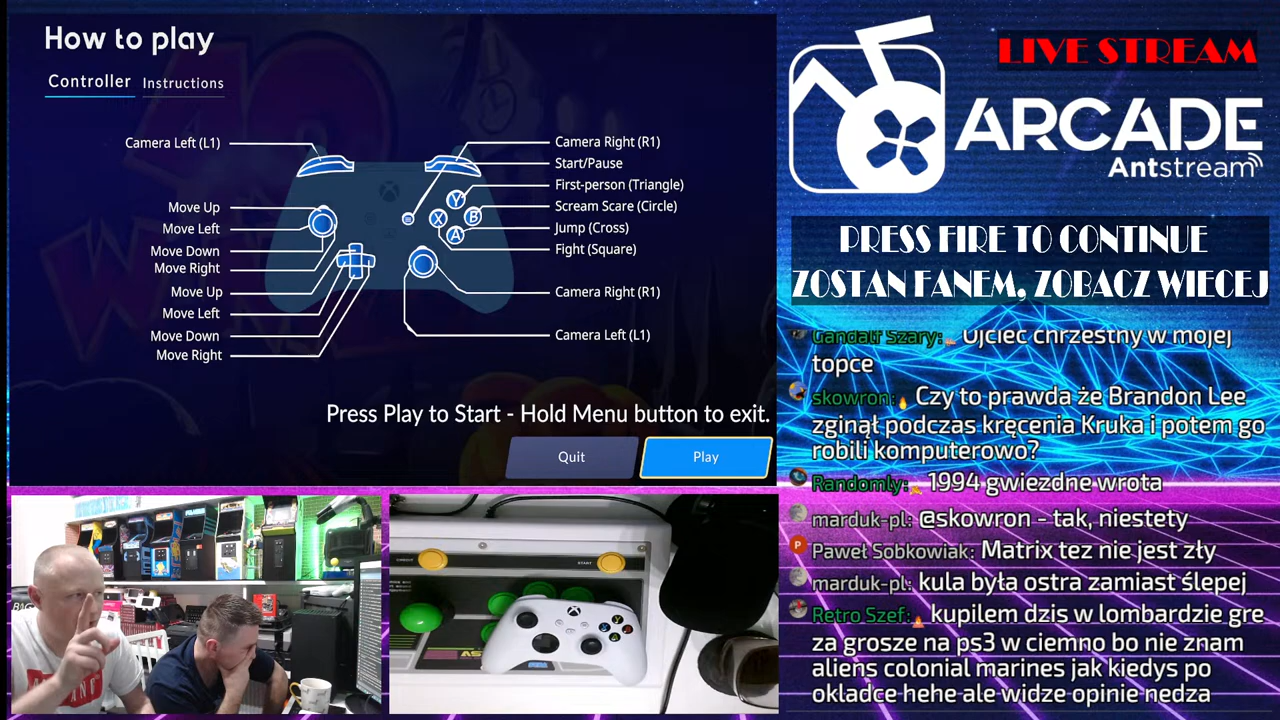 How to play
Controller Instructions
Camera Left (L1)
Move Up
Move Left
Move Down
Move Right
Move Up
Move Left
Move Down
Move Right
Camera Right (R1)
Start/Pause
First-person (Triangle)
Scream Scare (Circle)
Jump (Cross)
Fight (Square)
Camera Right (R1)
Camera Left (L1)
Y
X B
A
Press Play to Start - Hold Menu button to exit.
Quit Play
LIVE STREAM
ARCADE
Antstream
PRESS FIRE TO CONTINUE
ZOSTAN FANEM, ZOBACZ WIECEJ
Gandalf Szary: Ojciec chrzestny w mojej
topce
skowron: Czy to prawda że Brandon Lee
zginął podczas kręcenia Kruka i potem go
robili komputerowo?
Randomly: 1994 gwiezdne wrota
marduk-pl: @skowron - tak, niestety
P Paweł Sobkowiak: Matrix tez nie jest zły
marduk-pl: kula była ostra zamiast ślepej
Retro Szef: kupilem dzis w lombardzie gre
za grosze na ps3 w ciemno bo nie znam
aliens colonial marines jak kiedys po
okladce hehe ale widze opinie nedza
START